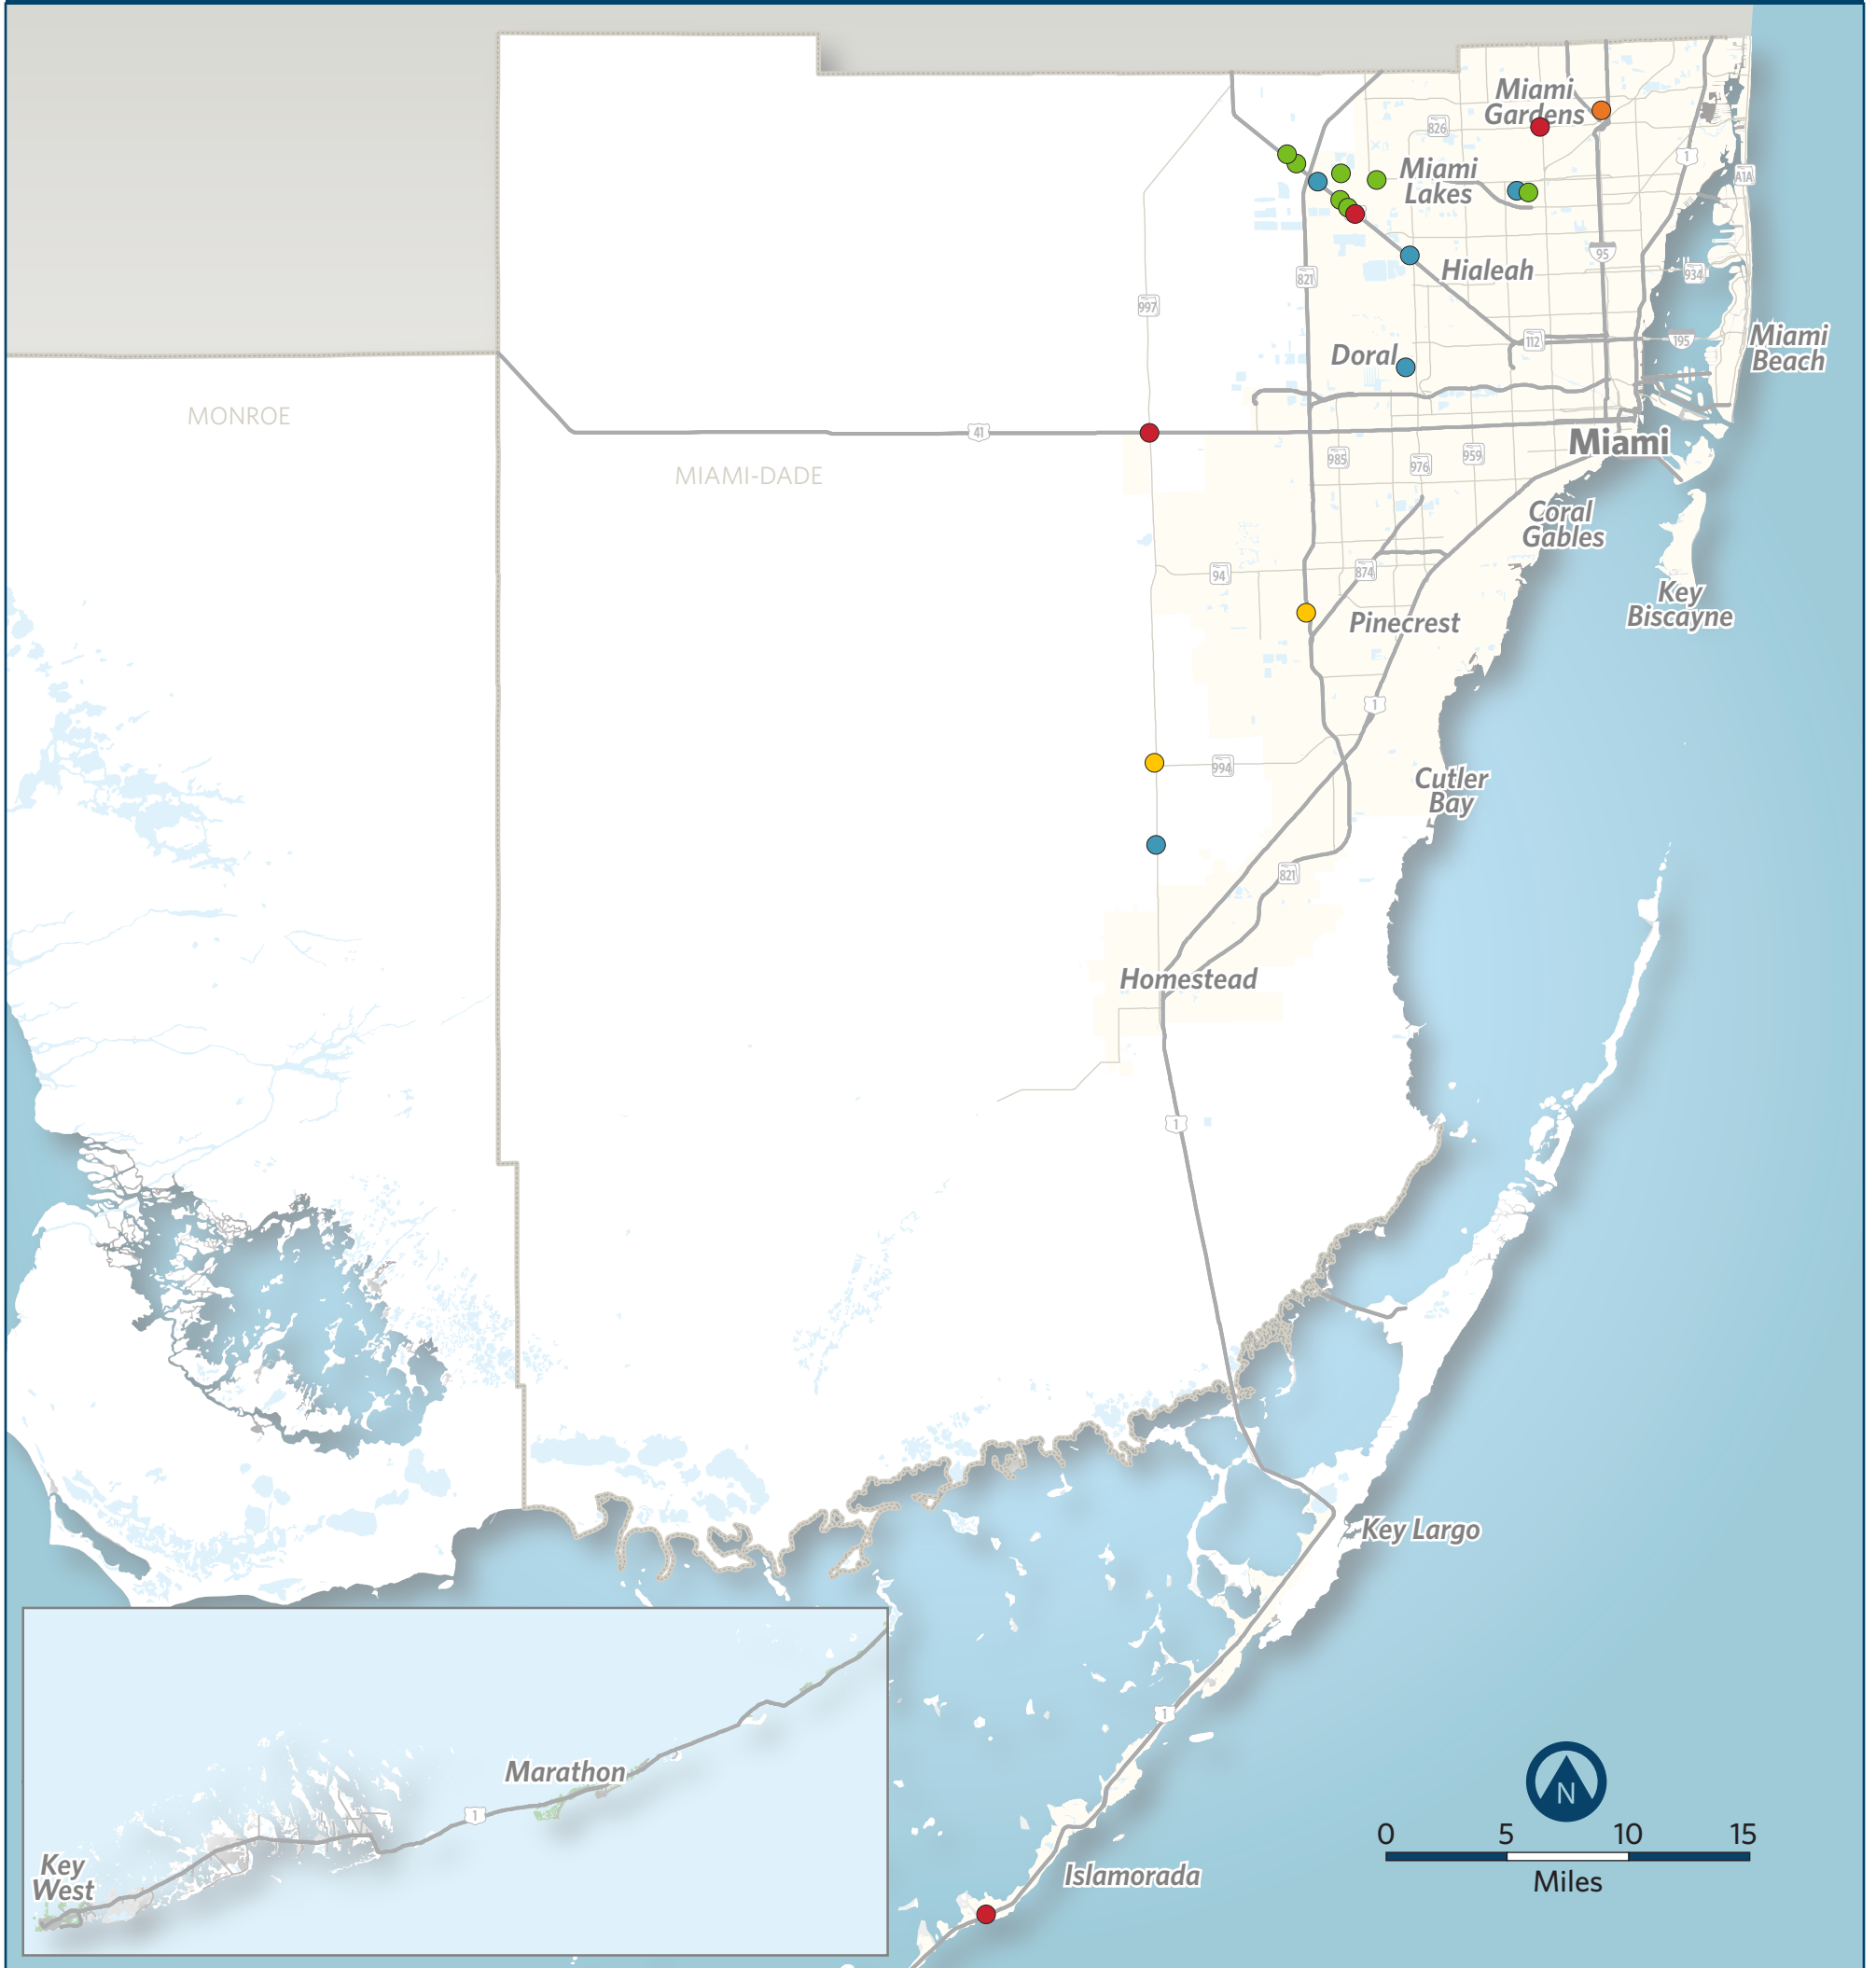 Miami
Gardens
826
1
Miami
Lakes
A1A
95
Hialeah
934
821
997
112
195
Miami
Beach
Doral
MONROE
41
Miami
985
976
959
MIAMI-DADE
Coral
Gables
94
874
Key
Biscayne
Pinecrest
1
994
Cutler
Bay
821
Homestead
1
Key Largo
1
Marathon
1
Key
West
Islamorada
N
0 5 10 15
Miles